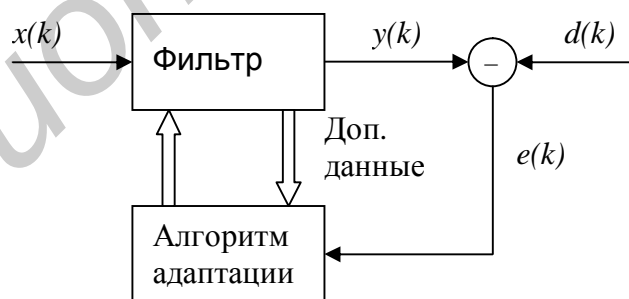 x(k)
Фильтр
y(k)
–
d(k)
Доп.
данные
e(k)
Алгоритм
адаптации